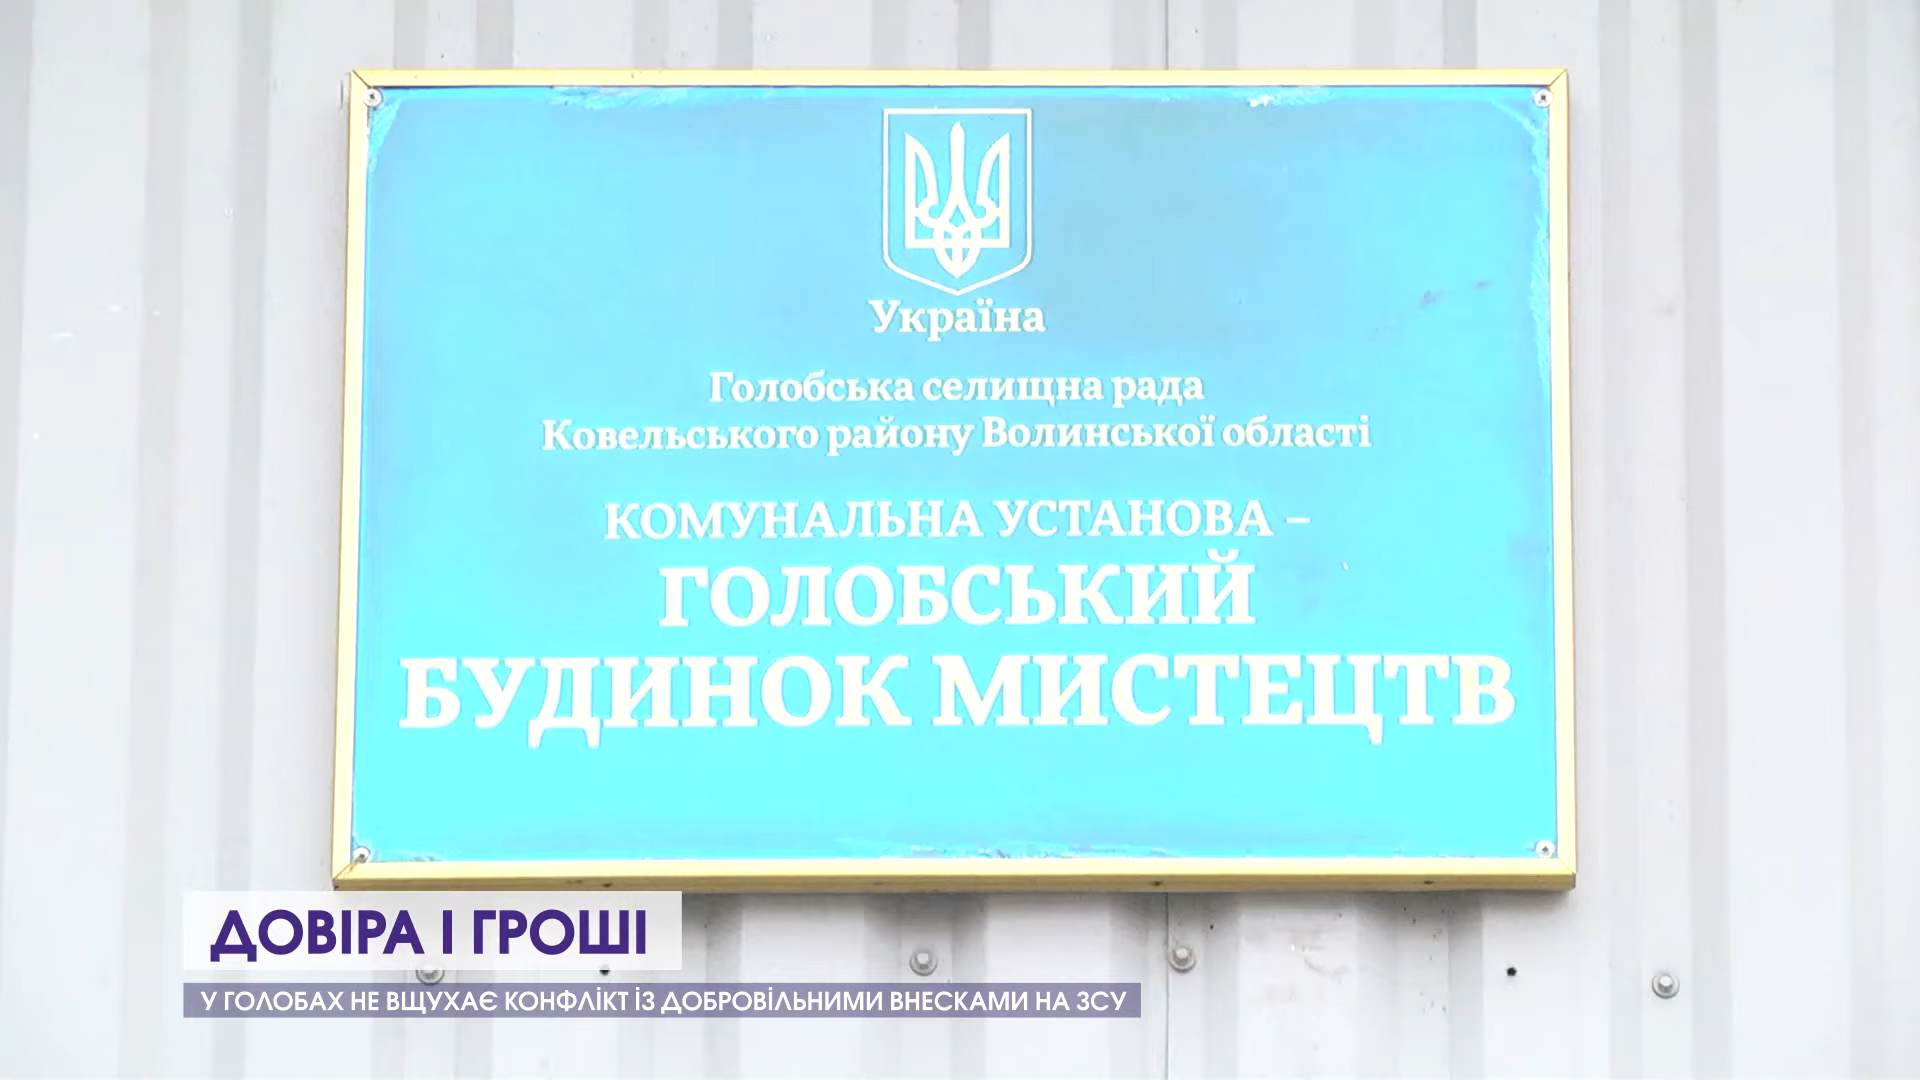 Україна
Голобська селищна рада
Ковельського району Волинської області
КОМУНАЛЬНА УСТАНОВА –
ГОЛОБСЬКИЙ
БУДИНОК МИСТЕЦТВ
ДОВІРА І ГРОШІ
У ГОЛОБАХ НЕ ВЩУХАЄ КОНФЛІКТ ІЗ ДОБРОВІЛЬНИМИ ВНЕСКАМИ НА ЗСУ